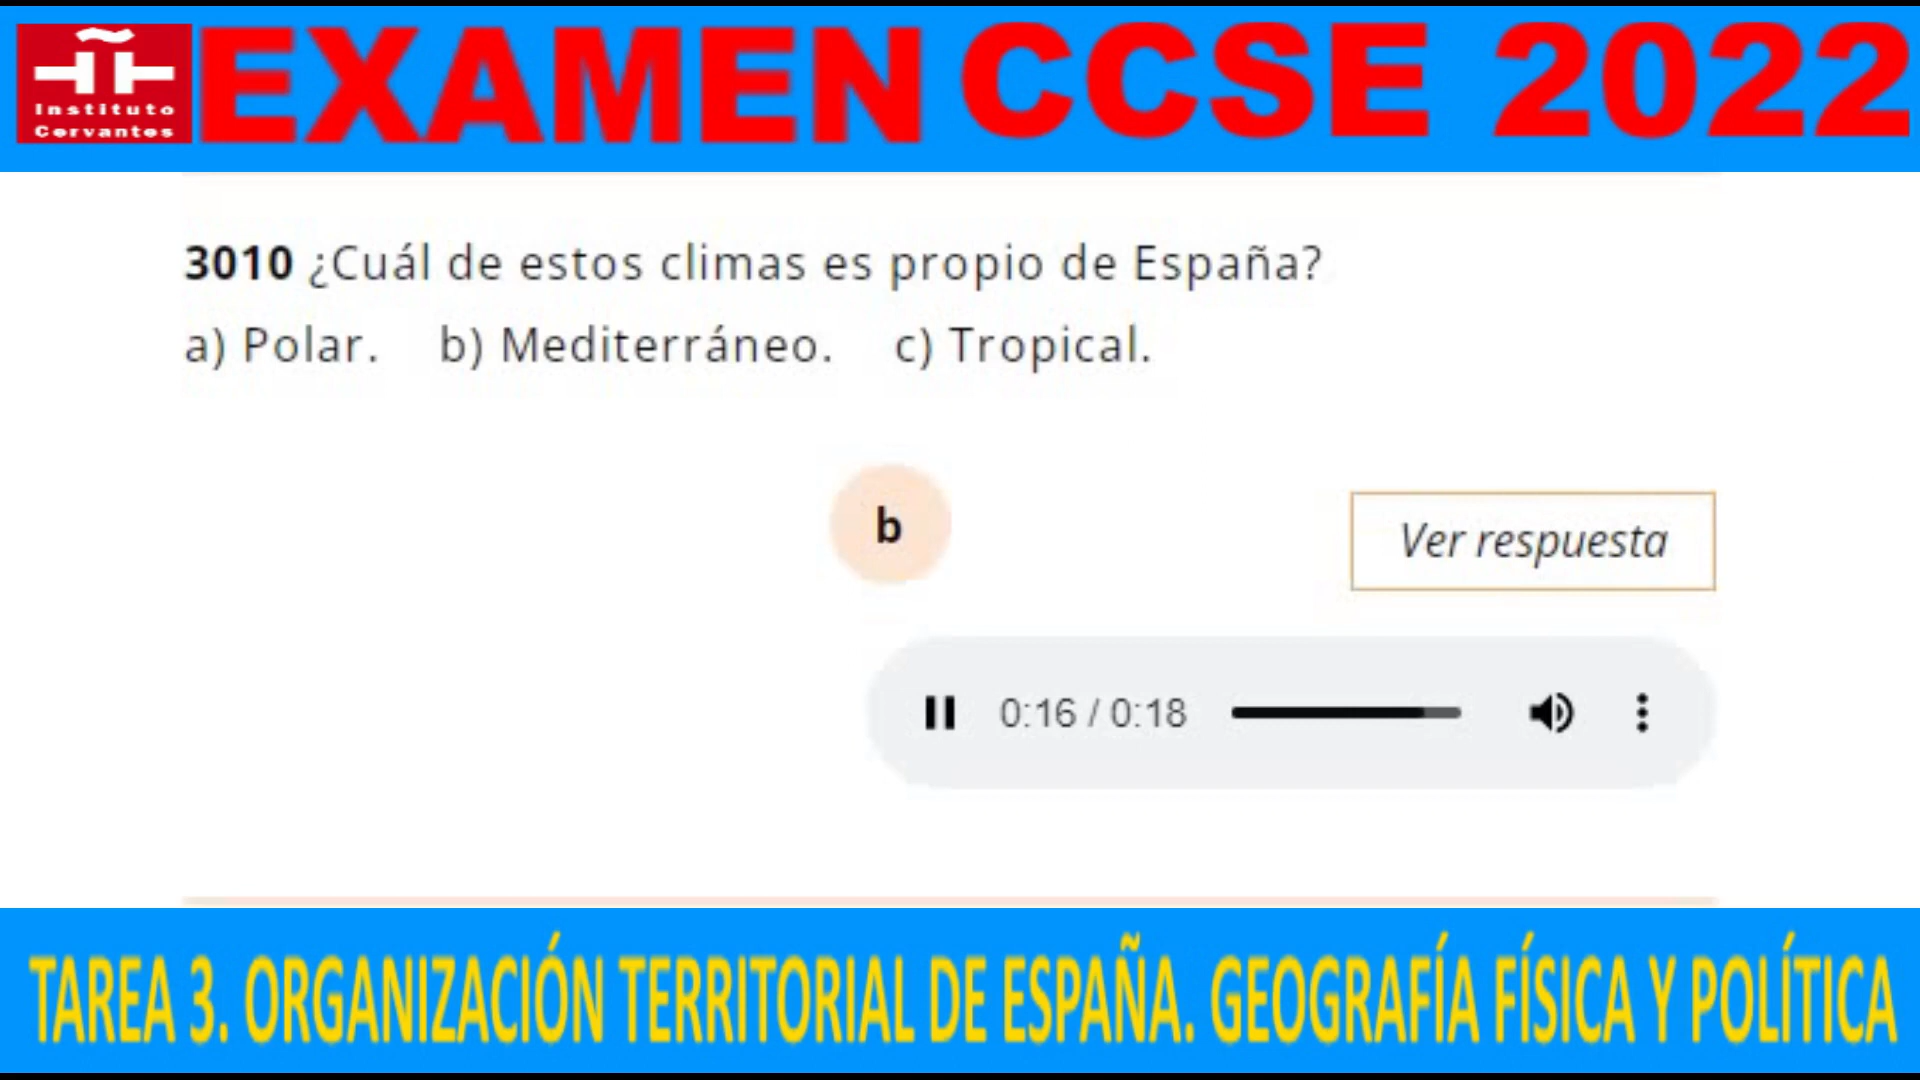 Instituto
Cervantes
EXAMEN CCSE 2022
3010 ¿Cuál de estos climas es propio de España?
a) Polar. b) Mediterráneo. c) Tropical.
b
Ver respuesta
0:16 / 0:18
TAREA 3. ORGANIZACIÓN TERRITORIAL DE ESPAÑA. GEOGRAFÍA FÍSICA Y POLÍTICA